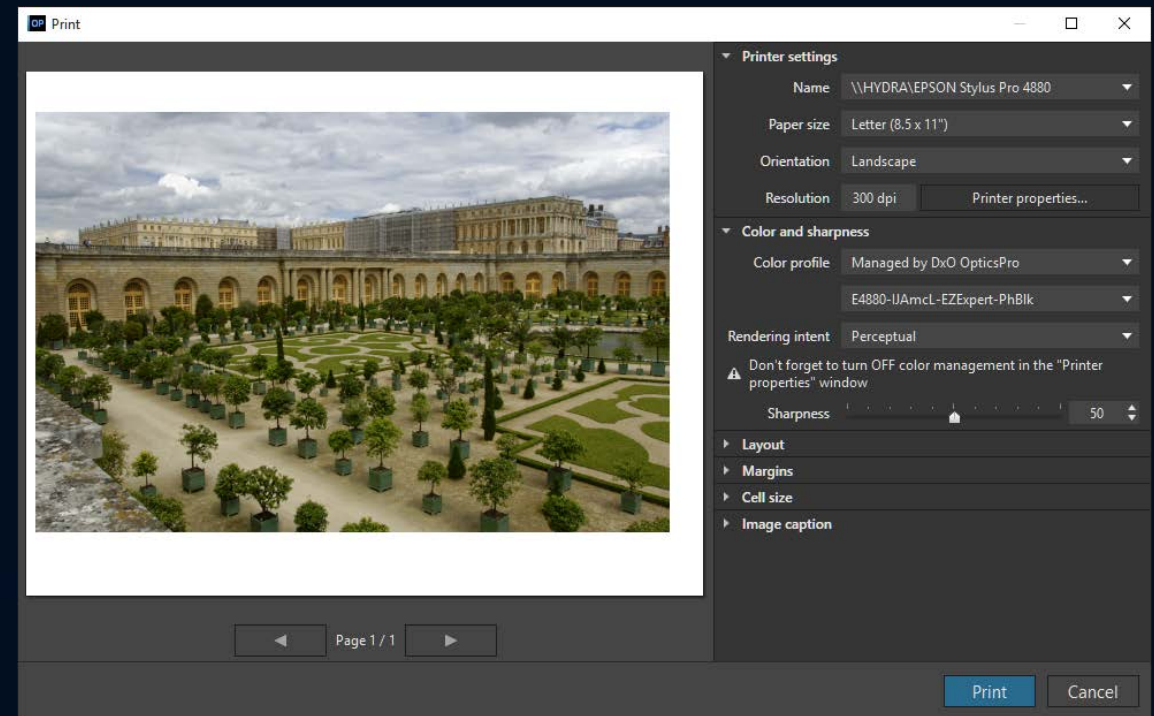 OP Print
Printer settings
Name \\HYDRA\EPSON Stylus Pro 4880
Paper size Letter (8.5 x 11")
Orientation Landscape
Resolution 300 dpi Printer properties...
Color and sharpness
Color profile Managed by DxO OpticsPro
E4880-IJAmcL-EZExpert-PhBlk
Rendering intent Perceptual
Don't forget to turn OFF color management in the "Printer
properties" window
Sharpness 50
Layout
Margins
Cell size
Image caption
Page 1 / 1
Print Cancel